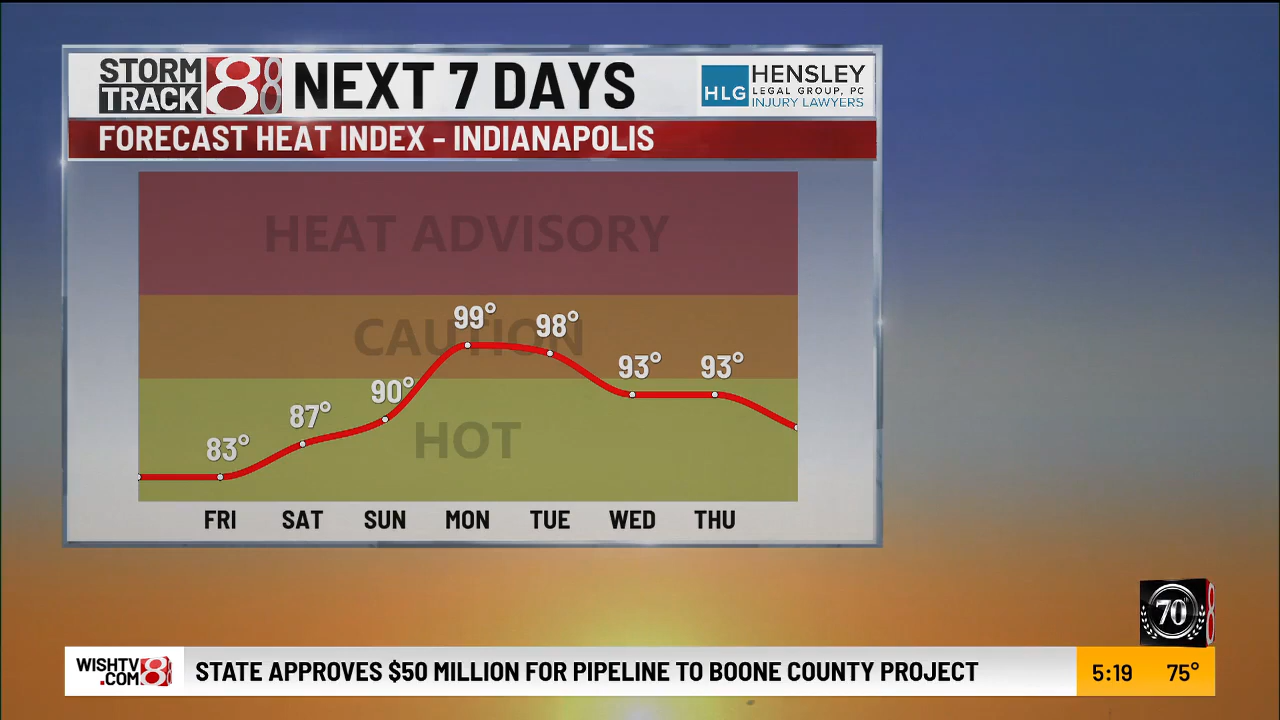 STORM
TRACK 8
NEXT 7 DAYS
HLG
HENSLEY
LEGAL GROUP, PC
INJURY LAWYERS
FORECAST HEAT INDEX - INDIANAPOLIS
HEAT ADVISORY
CAUTION
HOT
83° 87° 90° 99° 98° 93° 93°
FRI SAT SUN MON TUE WED THU
70
8
WISHTV
.COM 8
STATE APPROVES $50 MILLION FOR PIPELINE TO BOONE COUNTY PROJECT
5:19 75°